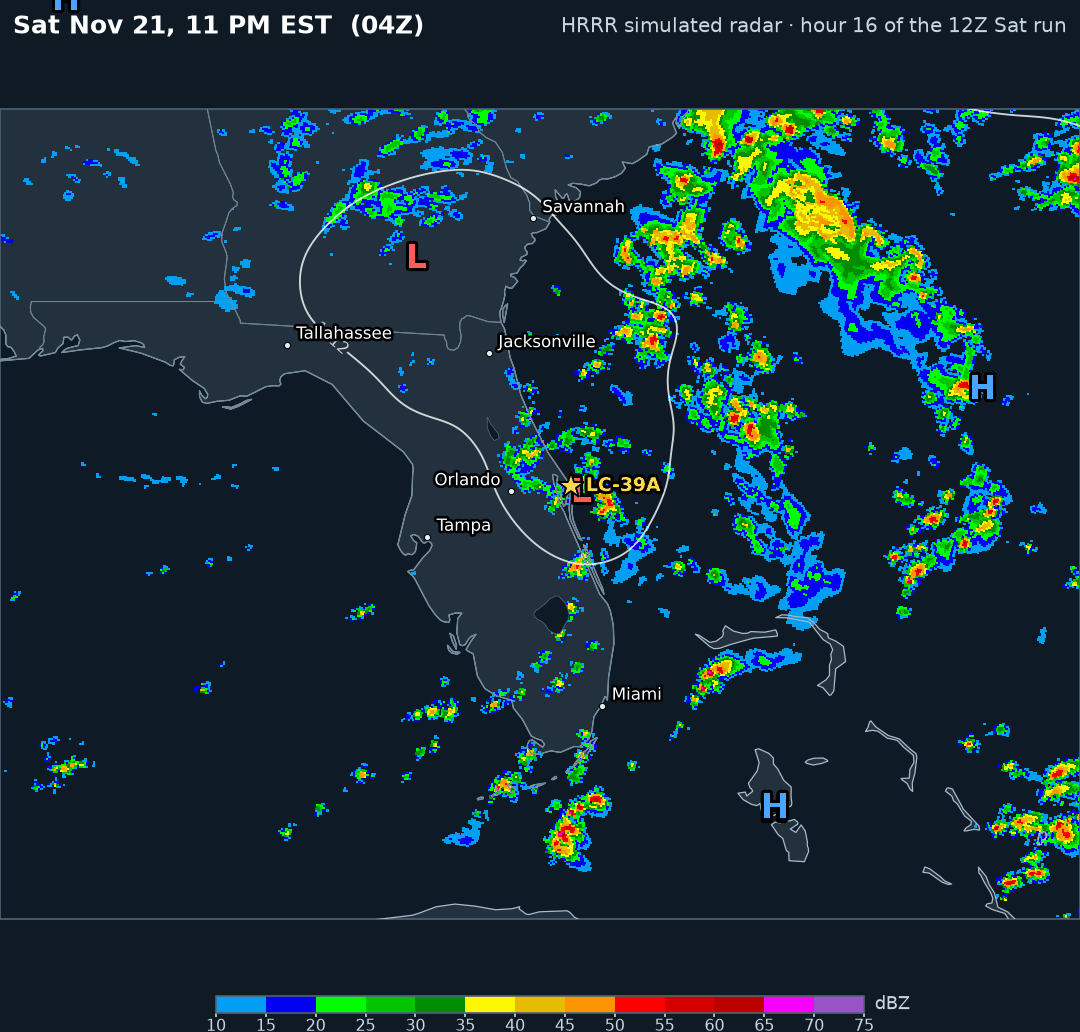 H
Sat Nov 21, 11 PM EST (04Z)
HRRR simulated radar · hour 16 of the 12Z Sat run
Savannah
L
Tallahassee
Jacksonville
H
Orlando
LC-39A
L
Tampa
Miami
H
dBZ
10 15 20 25 30 35 40 45 50 55 60 65 70 75